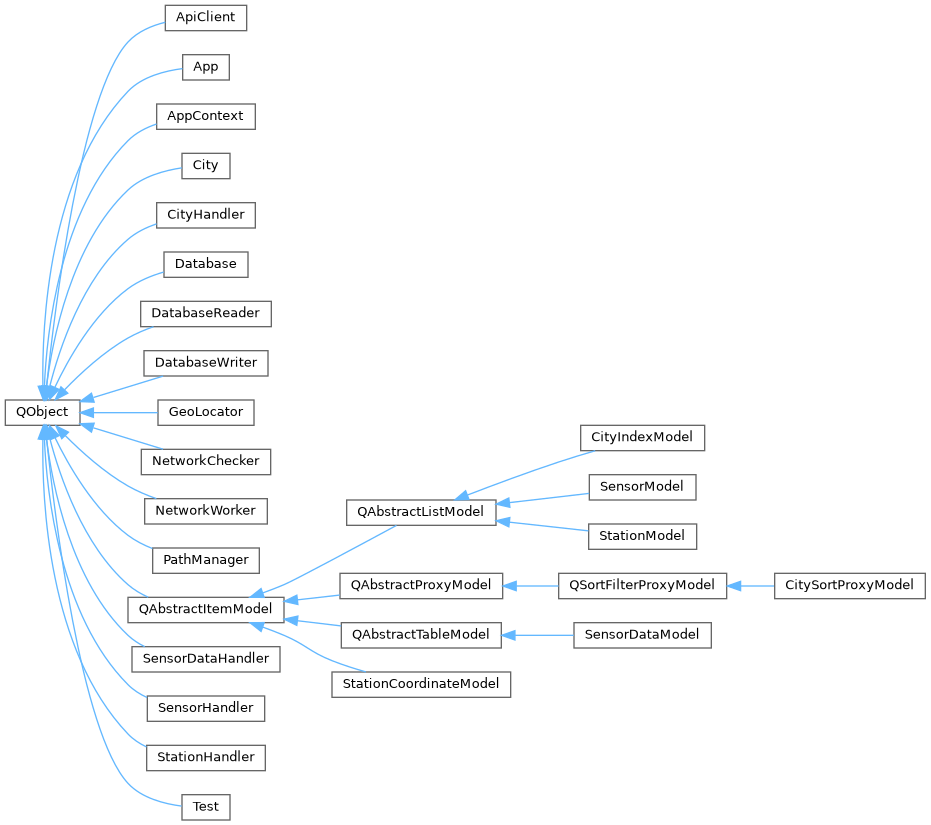 ApiClient
App
AppContext
City
CityHandler
Database
DatabaseReader
DatabaseWriter
QObject
GeoLocator
CityIndexModel
NetworkChecker
SensorModel
NetworkWorker
QAbstractListModel
StationModel
PathManager
QAbstractProxyModel
QSortFilterProxyModel
CitySortProxyModel
QAbstractItemModel
QAbstractTableModel
SensorDataModel
SensorDataHandler
StationCoordinateModel
SensorHandler
StationHandler
Test